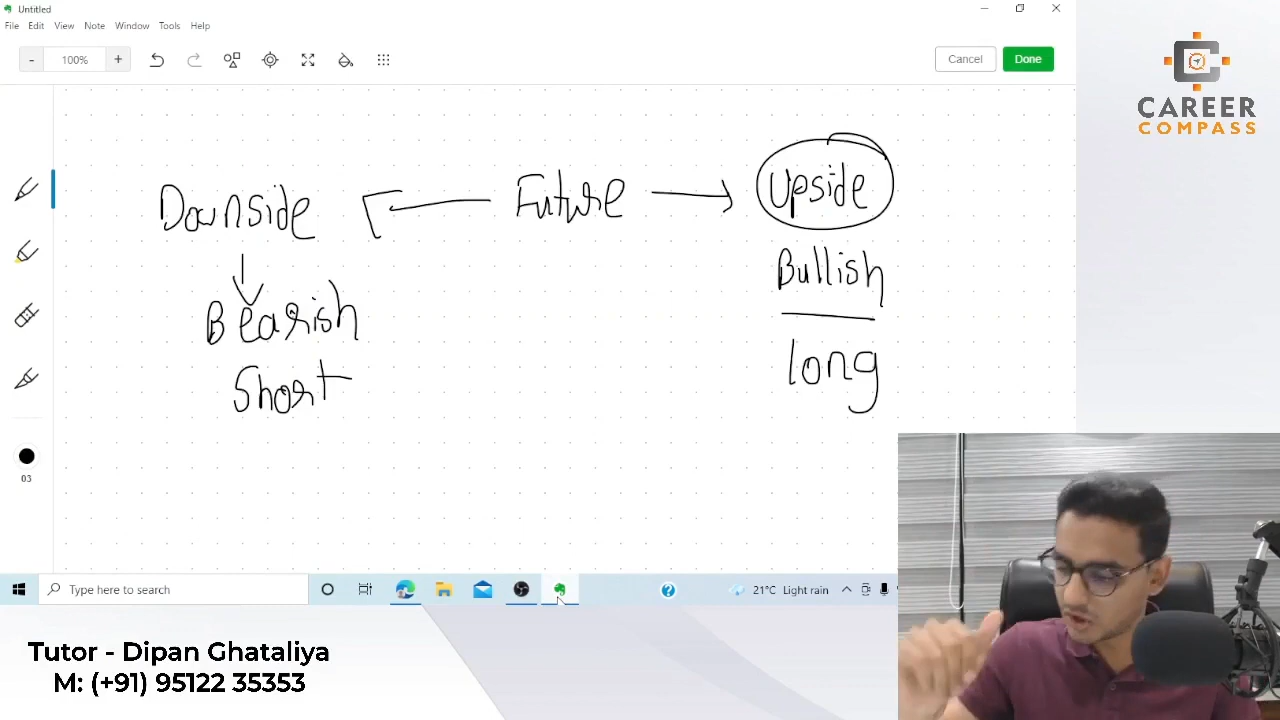 Untitled
File Edit View Note Window Tools Help
- 100% +
Cancel Done
CAREER
COMPASS
Downside Future Upside
Bearish Bullish
Short long
03
Type here to search
21°C Light rain
Tutor - Dipan Ghataliya
M: (+91) 95122 35353